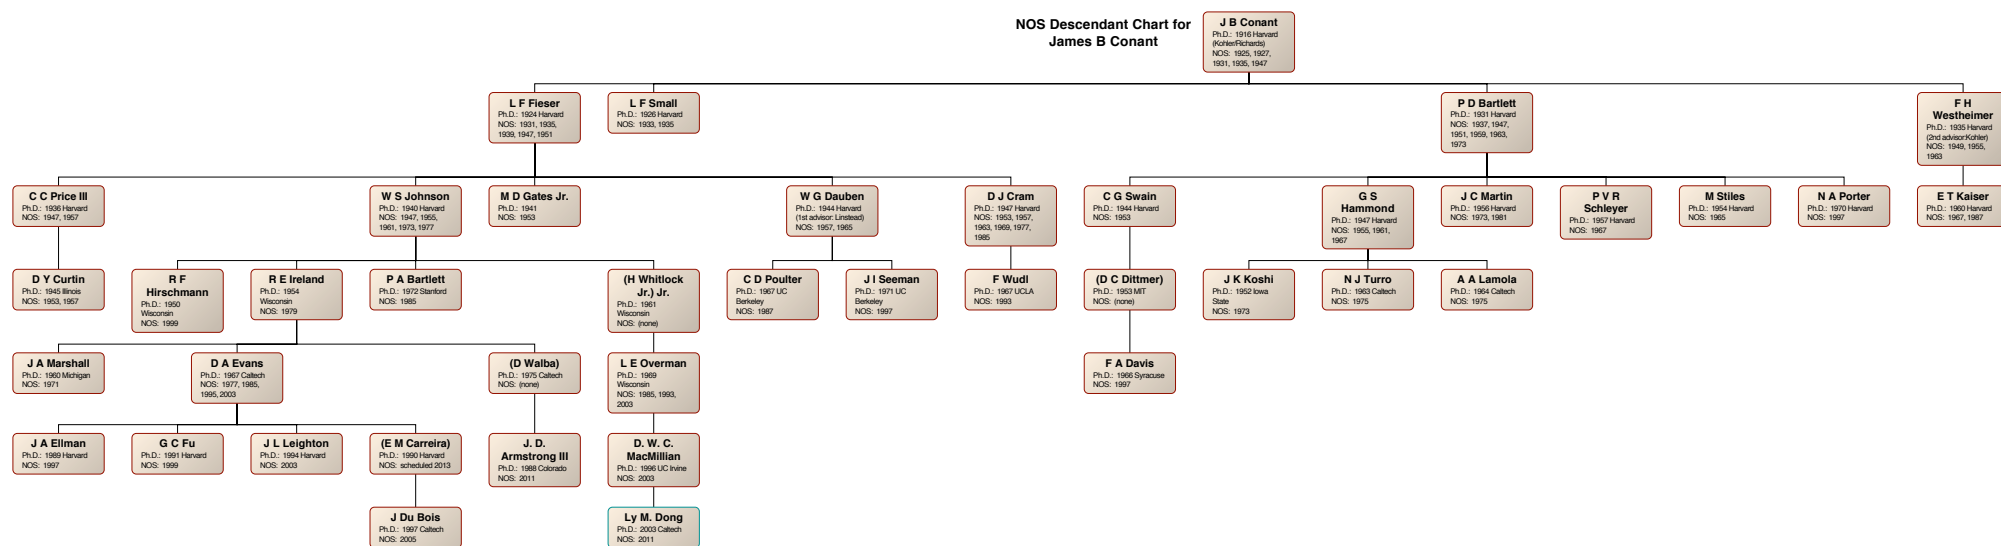 NOS Descendant Chart for
James B Conant
J B Conant
Ph.D.: 1916 Harvard
(Kohler/Richards)
NOS: 1925, 1927,
1931, 1935, 1947
L F Fieser
Ph.D.: 1924 Harvard
NOS: 1931, 1935,
1939, 1947, 1951
L F Small
Ph.D.: 1926 Harvard
NOS: 1933, 1935
P D Bartlett
Ph.D.: 1931 Harvard
NOS: 1937, 1947,
1951, 1959, 1963,
1973
F H
Westheimer
Ph.D.: 1935 Harvard
(2nd advisor:Kohler)
NOS: 1949, 1955,
1963
C C Price III
Ph.D.: 1936 Harvard
NOS: 1947, 1957
W S Johnson
Ph.D.: 1940 Harvard
NOS: 1947, 1955,
1961, 1973, 1977
M D Gates Jr.
Ph.D.: 1941
NOS: 1953
W G Dauben
Ph.D.: 1944 Harvard
(1st advisor: Linstead)
NOS: 1957, 1965
D J Cram
Ph.D.: 1947 Harvard
NOS: 1953, 1957,
1963, 1969, 1977,
1985
C G Swain
Ph.D.: 1944 Harvard
NOS: 1953
G S
Hammond
Ph.D.: 1947 Harvard
NOS: 1955, 1961,
1967
J C Martin
Ph.D.: 1956 Harvard
NOS: 1973, 1981
P V R
Schleyer
Ph.D.: 1957 Harvard
NOS: 1967
M Stiles
Ph.D.: 1954 Harvard
NOS: 1965
N A Porter
Ph.D.: 1970 Harvard
NOS: 1997
E T Kaiser
Ph.D.: 1960 Harvard
NOS: 1967, 1987
D Y Curtin
Ph.D.: 1945 Illinois
NOS: 1953, 1957
R F
Hirschmann
Ph.D.: 1950
Wisconsin
NOS: 1999
R E Ireland
Ph.D.: 1954
Wisconsin
NOS: 1979
P A Bartlett
Ph.D.: 1972 Stanford
NOS: 1985
(H Whitlock
Jr.) Jr.
Ph.D.: 1961
Wisconsin
NOS: (none)
C D Poulter
Ph.D.: 1967 UC
Berkeley
NOS: 1987
J I Seeman
Ph.D.: 1971 UC
Berkeley
NOS: 1997
F Wudl
Ph.D.: 1967 UCLA
NOS: 1993
(D C Dittmer)
Ph.D.: 1953 MIT
NOS: (none)
J K Koshi
Ph.D.: 1952 Iowa
State
NOS: 1973
N J Turro
Ph.D.: 1963 Caltech
NOS: 1975
A A Lamola
Ph.D.: 1964 Caltech
NOS: 1975
J A Marshall
Ph.D.: 1960 Michigan
NOS: 1971
D A Evans
Ph.D.: 1967 Caltech
NOS: 1977, 1985,
1995, 2003
(D Walba)
Ph.D.: 1975 Caltech
NOS: (none)
L E Overman
Ph.D.: 1969
Wisconsin
NOS: 1985, 1993,
2003
F A Davis
Ph.D.: 1966 Syracuse
NOS: 1997
J A Ellman
Ph.D.: 1989 Harvard
NOS: 1997
G C Fu
Ph.D.: 1991 Harvard
NOS: 1999
J L Leighton
Ph.D.: 1994 Harvard
NOS: 2003
(E M Carreira)
Ph.D.: 1990 Harvard
NOS: scheduled 2013
J. D.
Armstrong III
Ph.D.: 1988 Colorado
NOS: 2011
D. W. C.
MacMillian
Ph.D.: 1996 UC Irvine
NOS: 2003
J Du Bois
Ph.D.: 1997 Caltech
NOS: 2005
Ly M. Dong
Ph.D.: 2003 Caltech
NOS: 2011